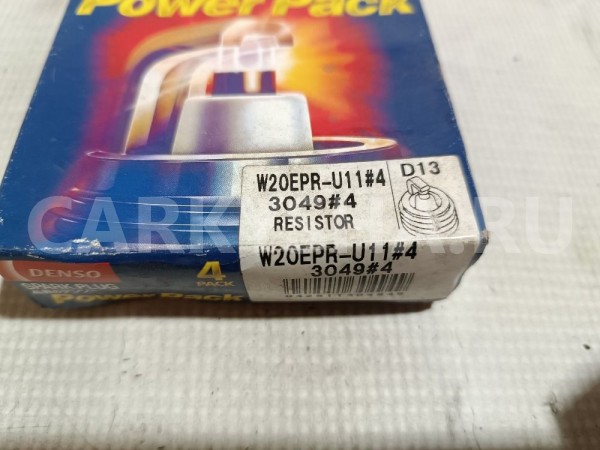 Power Pack
W20EPR-U11#4 D13
3049#4
RESISTOR
W20EPR-U11#4
3049#4
DENSO
4
PACK
SPARK PLUG
Power Pack